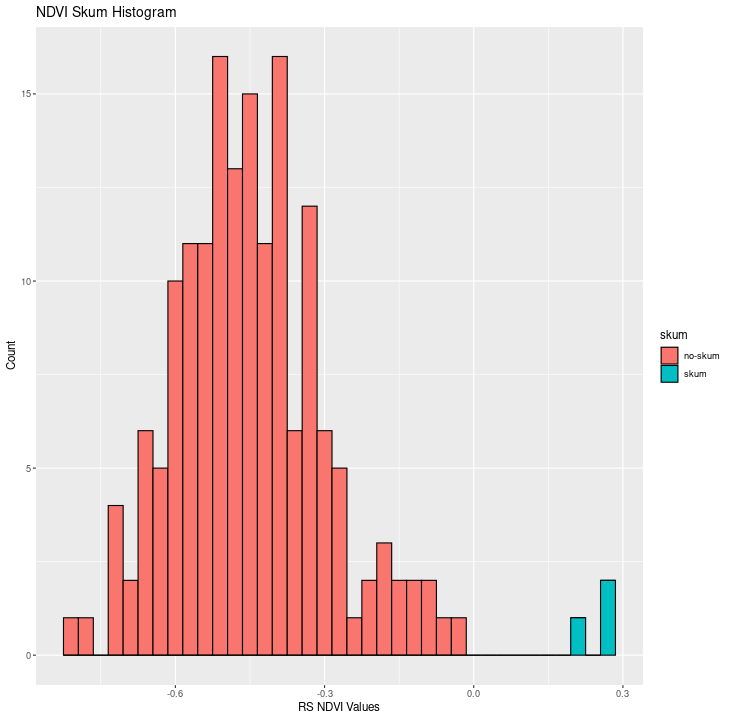 NDVI Skum Histogram
15
10
5
0
Count
-0.6
-0.3
0.0
0.3
RS NDVI Values
skum
no-skum
skum